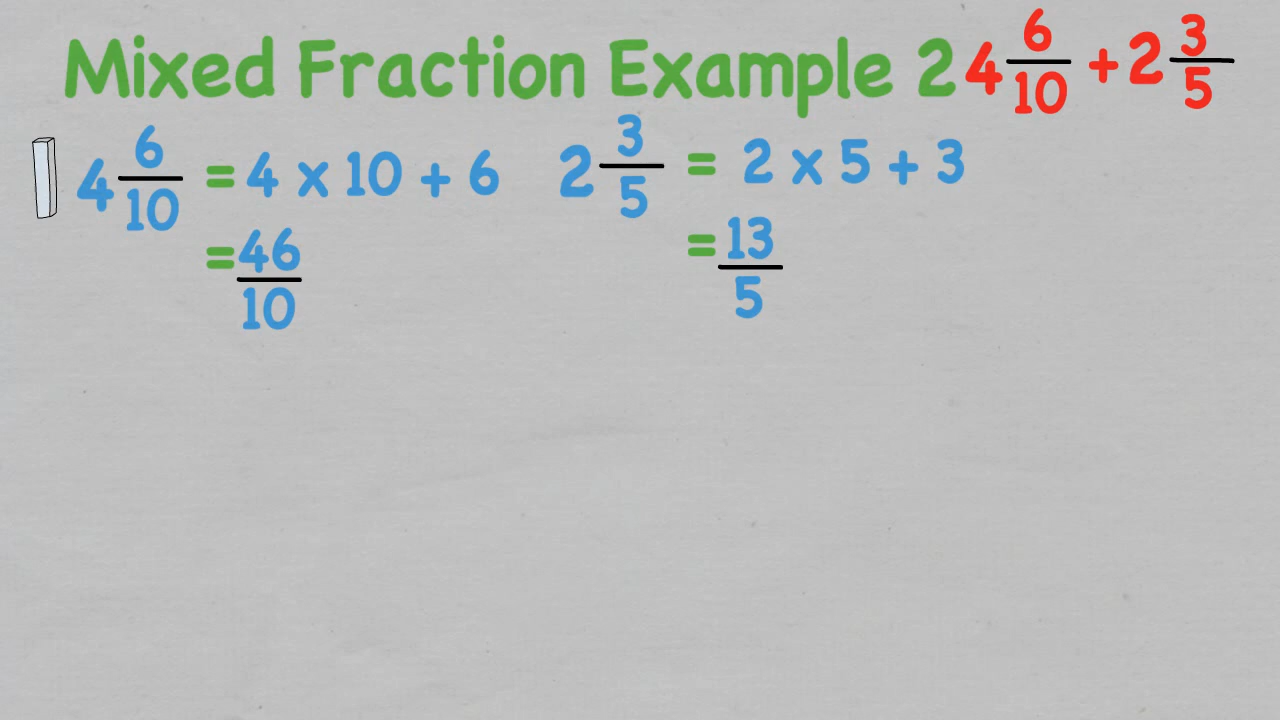 Mixed Fraction Example 2 4 6/10 + 2 3/5
4 6/10 = 4 x 10 + 6
= 46/10
2 3/5 = 2 x 5 + 3
= 13/5